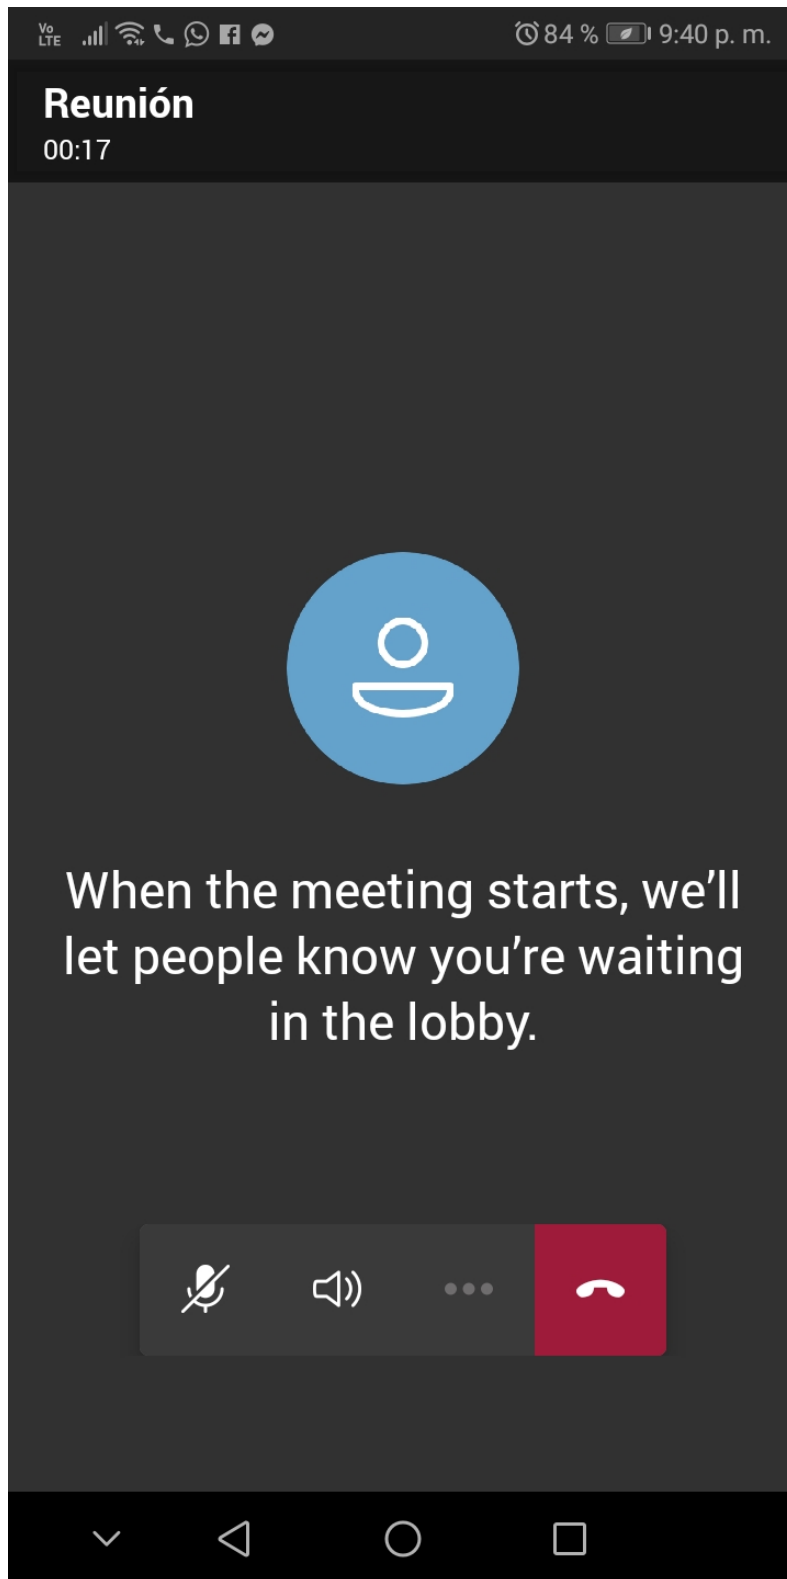 Vo LTE 84 % 9:40 p. m.
Reunión
00:17
When the meeting starts, we'll
let people know you're waiting
in the lobby.